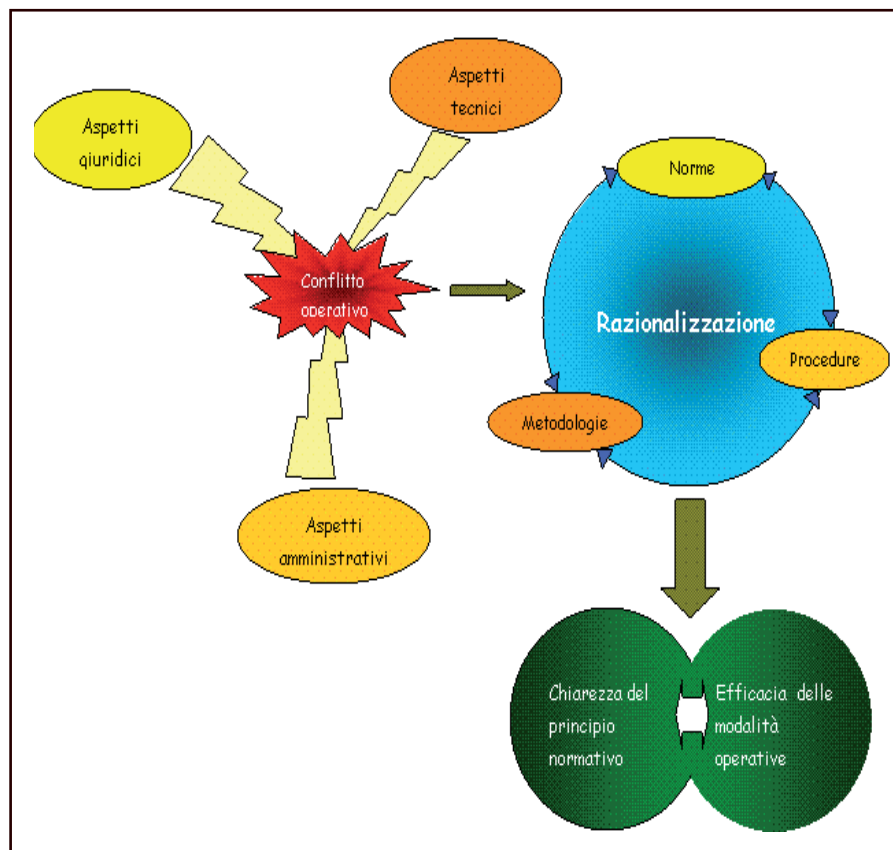 Aspetti
tecnici
Aspetti
giuridici
Norme
Conflitto
operativo
Razionalizzazione
Procedure
Metodologie
Aspetti
amministrativi
Chiarezza del
principio
normativo
Efficacia delle
modalità
operative